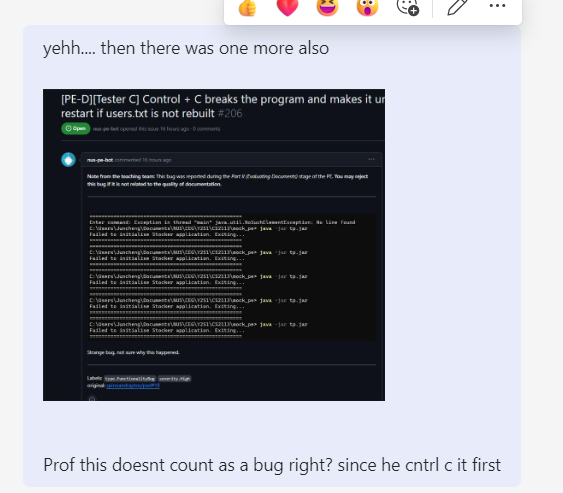 yehh.... then there was one more also
[PE-D][Tester C] Control + C breaks the program and makes it ur
restart if users.txt is not rebuilt #206
Open nus-pe-bot opened this issue 16 hours ago · 0 comments
nus-pe-bot commented 16 hours ago
Note from the teaching team: This bug was reported during the Part II (Evaluating Documents) stage of the PE. You may reject
this bug if it is not related to the quality of documentation.
Enter command: Exception in thread "main" java.util.NoSuchElementException: No line found
C:\Users\Juncheng\Documents\NUS\CEG\Y2S1\CS2113\mock_pe> java -jar tp.jar
Failed to initialise Stocker application. Exiting...
C:\Users\Juncheng\Documents\NUS\CEG\Y2S1\CS2113\mock_pe> java -jar tp.jar
Failed to initialise Stocker application. Exiting...
C:\Users\Juncheng\Documents\NUS\CEG\Y2S1\CS2113\mock_pe> java -jar tp.jar
Failed to initialise Stocker application. Exiting...
C:\Users\Juncheng\Documents\NUS\CEG\Y2S1\CS2113\mock_pe> java -jar tp.jar
Failed to initialise Stocker application. Exiting...
C:\Users\Juncheng\Documents\NUS\CEG\Y2S1\CS2113\mock_pe> java -jar tp.jar
Failed to initialise Stocker application. Exiting...
Strange bug, not sure why this happened.
Labels: type.FunctionalityBug severity.High
original:
Prof this doesnt count as a bug right? since he cntrl c it first